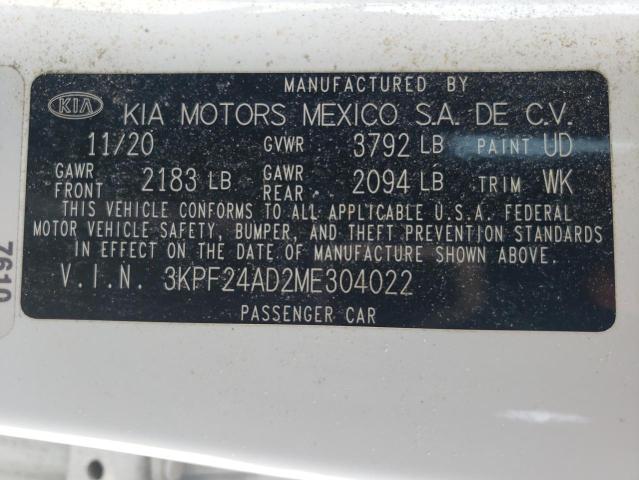 MANUFACTURED BY
KIA KIA MOTORS MEXICO S.A. DE C.V.
11/20 GVWR 3792 LB PAINT UD
GAWR FRONT 2183 LB GAWR REAR 2094 LB TRIM WK
THIS VEHICLE CONFORMS TO ALL APPLICABLE U.S.A. FEDERAL
MOTOR VEHICLE SAFETY, BUMPER, AND THEFT PREVENTION STANDARDS
IN EFFECT ON THE DATE OF MANUFACTURE SHOWN ABOVE.
V.I.N. 3KPF24AD2ME304022
PASSENGER CAR
7610